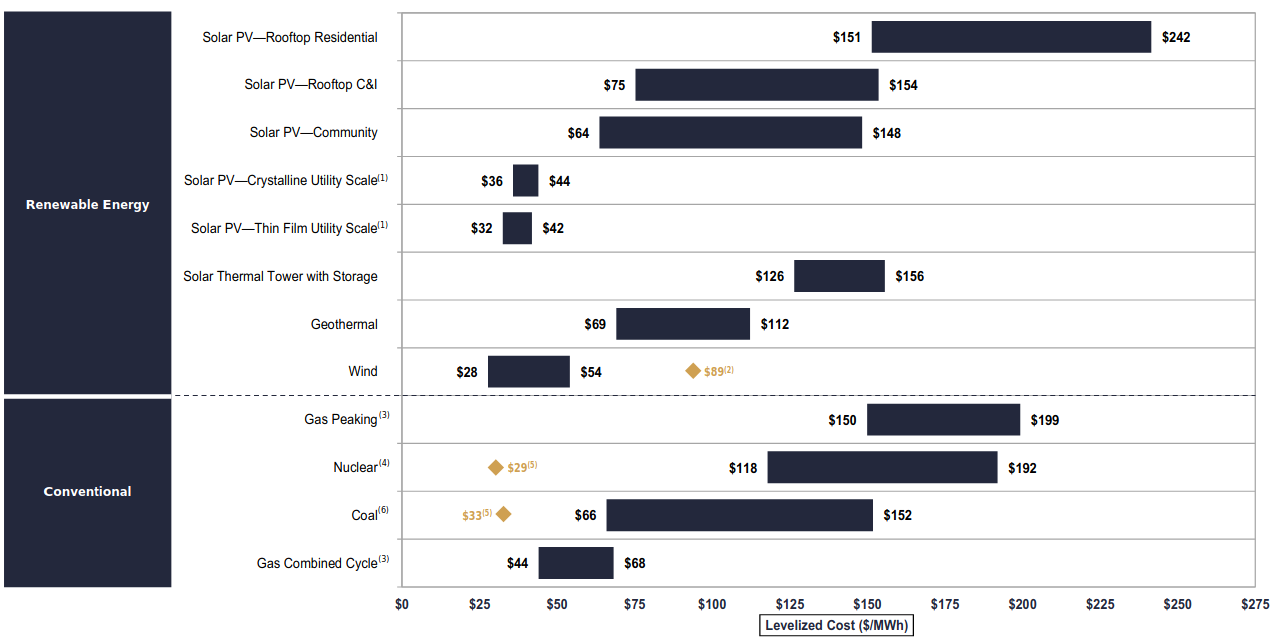 Renewable Energy
Solar PV—Rooftop Residential $151 $242
Solar PV—Rooftop C&I $75 $154
Solar PV—Community $64 $148
Solar PV—Crystalline Utility Scale(1) $36 $44
Solar PV—Thin Film Utility Scale(1) $32 $42
Solar Thermal Tower with Storage $126 $156
Geothermal $69 $112
Wind $28 $54 $89(2)
Conventional
Gas Peaking(3) $150 $199
Nuclear(4) $29(5) $118 $192
Coal(6) $33(5) $66 $152
Gas Combined Cycle(3) $44 $68
$0 $25 $50 $75 $100 $125 $150 $175 $200 $225 $250 $275
Levelized Cost ($/MWh)